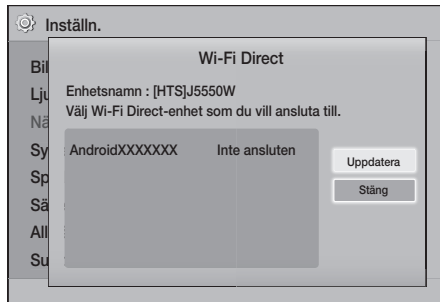 Inställn.
Wi-Fi Direct
Enhetsnamn : [HTS]J5550W
Välj Wi-Fi Direct-enhet som du vill ansluta till.
AndroidXXXXXXX Inte ansluten
Uppdatera
Stäng
Bil
Lju
Nä
Sy
Sp
Sä
All
Su